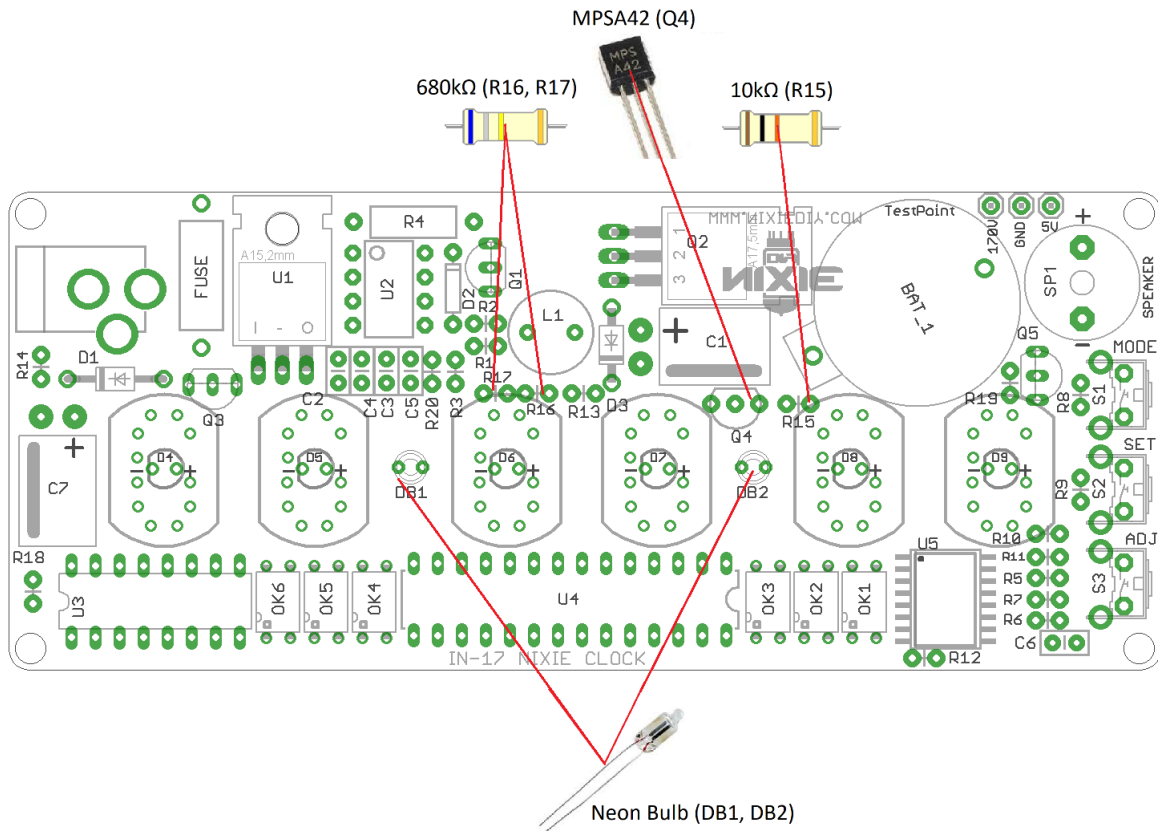 MPSA42 (Q4)
MPS
A42
680kΩ (R16, R17)
10kΩ (R15)
FUSE
A15,2mm
U1
I - O
R4
U2
D2
Q1
R2
R1
L1
WWW.NIXIEDIY.COM
Q2
1
2
3
A17,5mm
NIXIE
TestPoint
170V
GND
5V
+
SP1
SPEAKER
-
BAT_1
C1
+
R14
D1
Q3
C2
C4
C3
C5
R20
R3
R17
R16
R13
D3
Q4
R15
R19
Q5
R8
MODE
S1
SET
S2
R9
ADJ
S3
C7
+
- D4 +
- D5 +
DB1
- D6 +
- D7 +
DB2
- D8 +
- D9 +
R18
U3
OK6
OK5
OK4
U4
OK3
OK2
OK1
U5
R10
R11
R5
R7
R6
C6
R12
IN-17 NIXIE CLOCK
Neon Bulb (DB1, DB2)